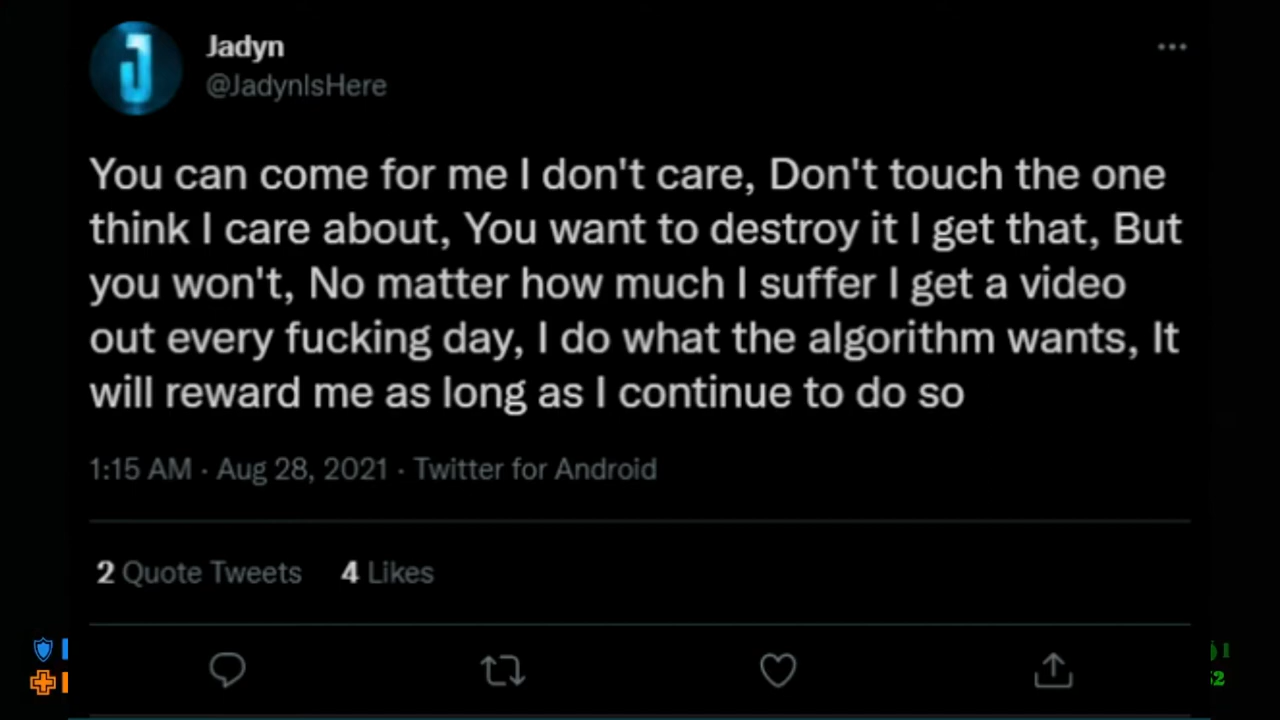 J
Jadyn
@JadynIsHere
You can come for me I don't care, Don't touch the one
think I care about, You want to destroy it I get that, But
you won't, No matter how much I suffer I get a video
out every fucking day, I do what the algorithm wants, It
will reward me as long as I continue to do so
1:15 AM · Aug 28, 2021 · Twitter for Android
2 Quote Tweets 4 Likes
1
52